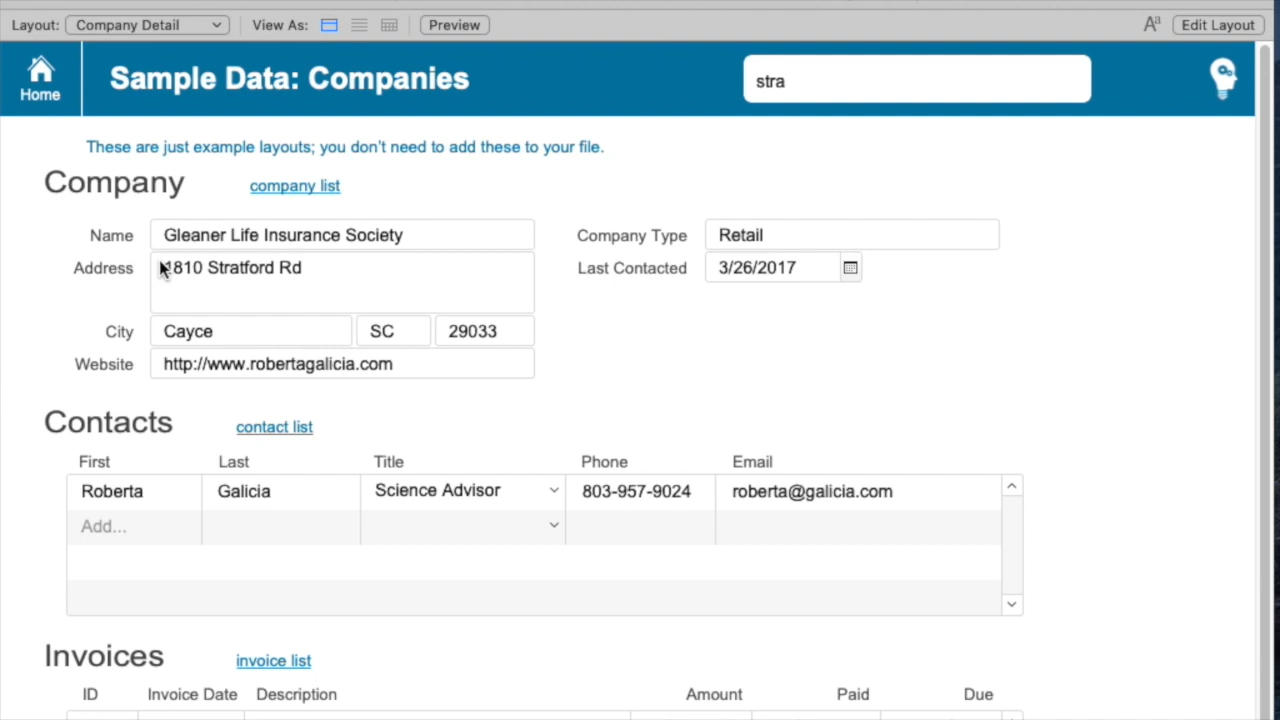 Layout: Company Detail View As: Preview Aa Edit Layout
Home Sample Data: Companies stra
These are just example layouts; you don't need to add these to your file.
Company company list
Name Gleaner Life Insurance Society Company Type Retail
Address 1810 Stratford Rd Last Contacted 3/26/2017
City Cayce SC 29033
Website http://www.robertagalicia.com
Contacts contact list
First Last Title Phone Email
Roberta Galicia Science Advisor 803-957-9024 roberta@galicia.com
Add...
Invoices invoice list
ID Invoice Date Description Amount Paid Due